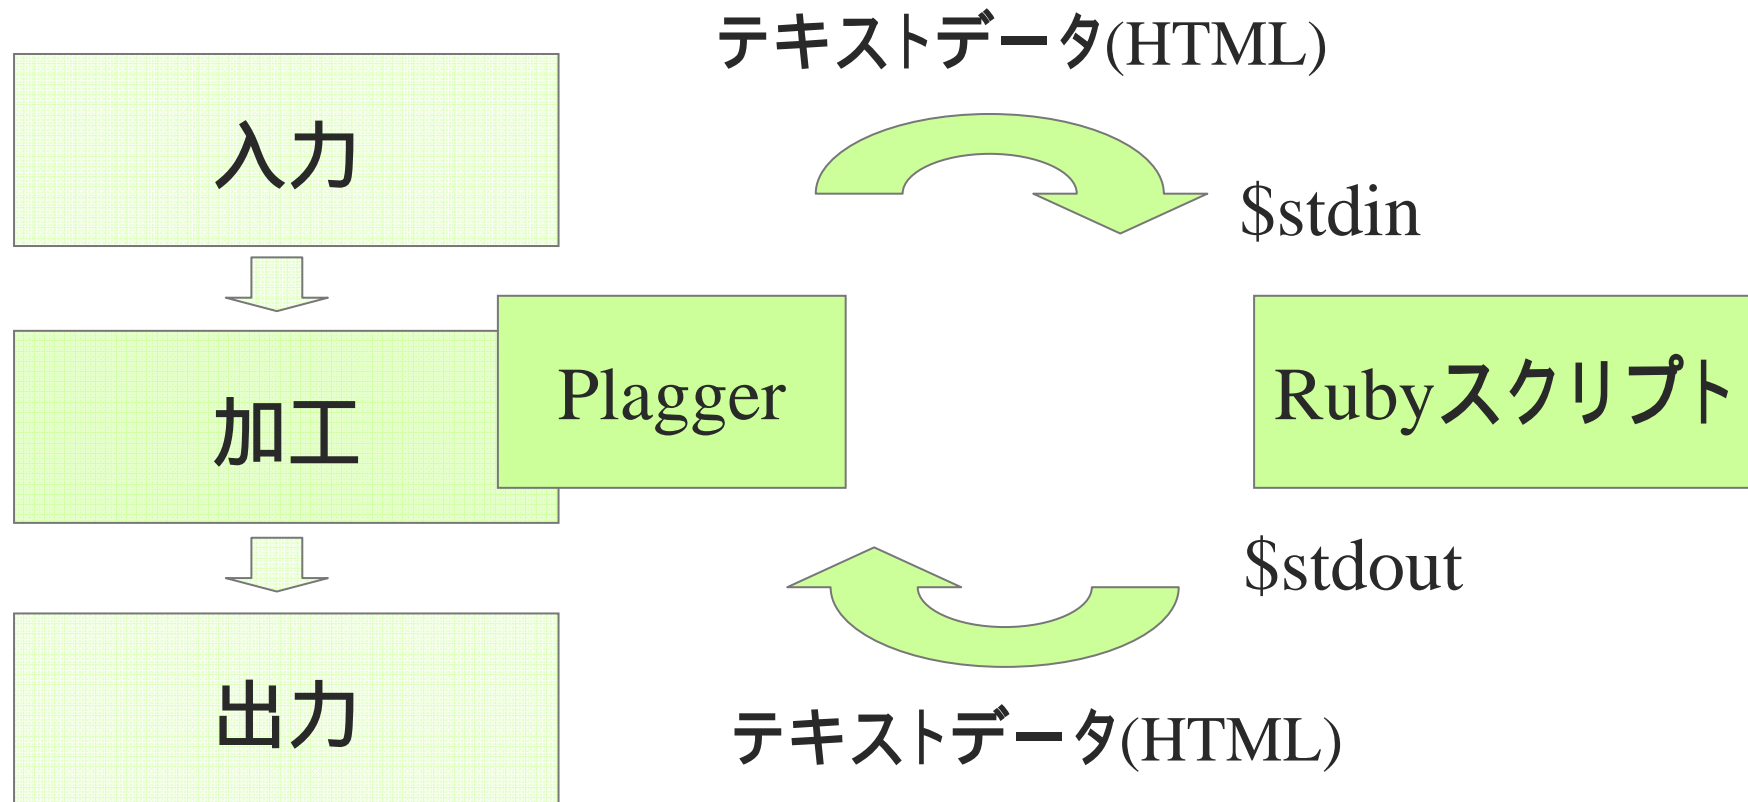 テキストデータ(HTML)
入力
$stdin
加工
Plagger
Rubyスクリプト
$stdout
出力
テキストデータ(HTML)